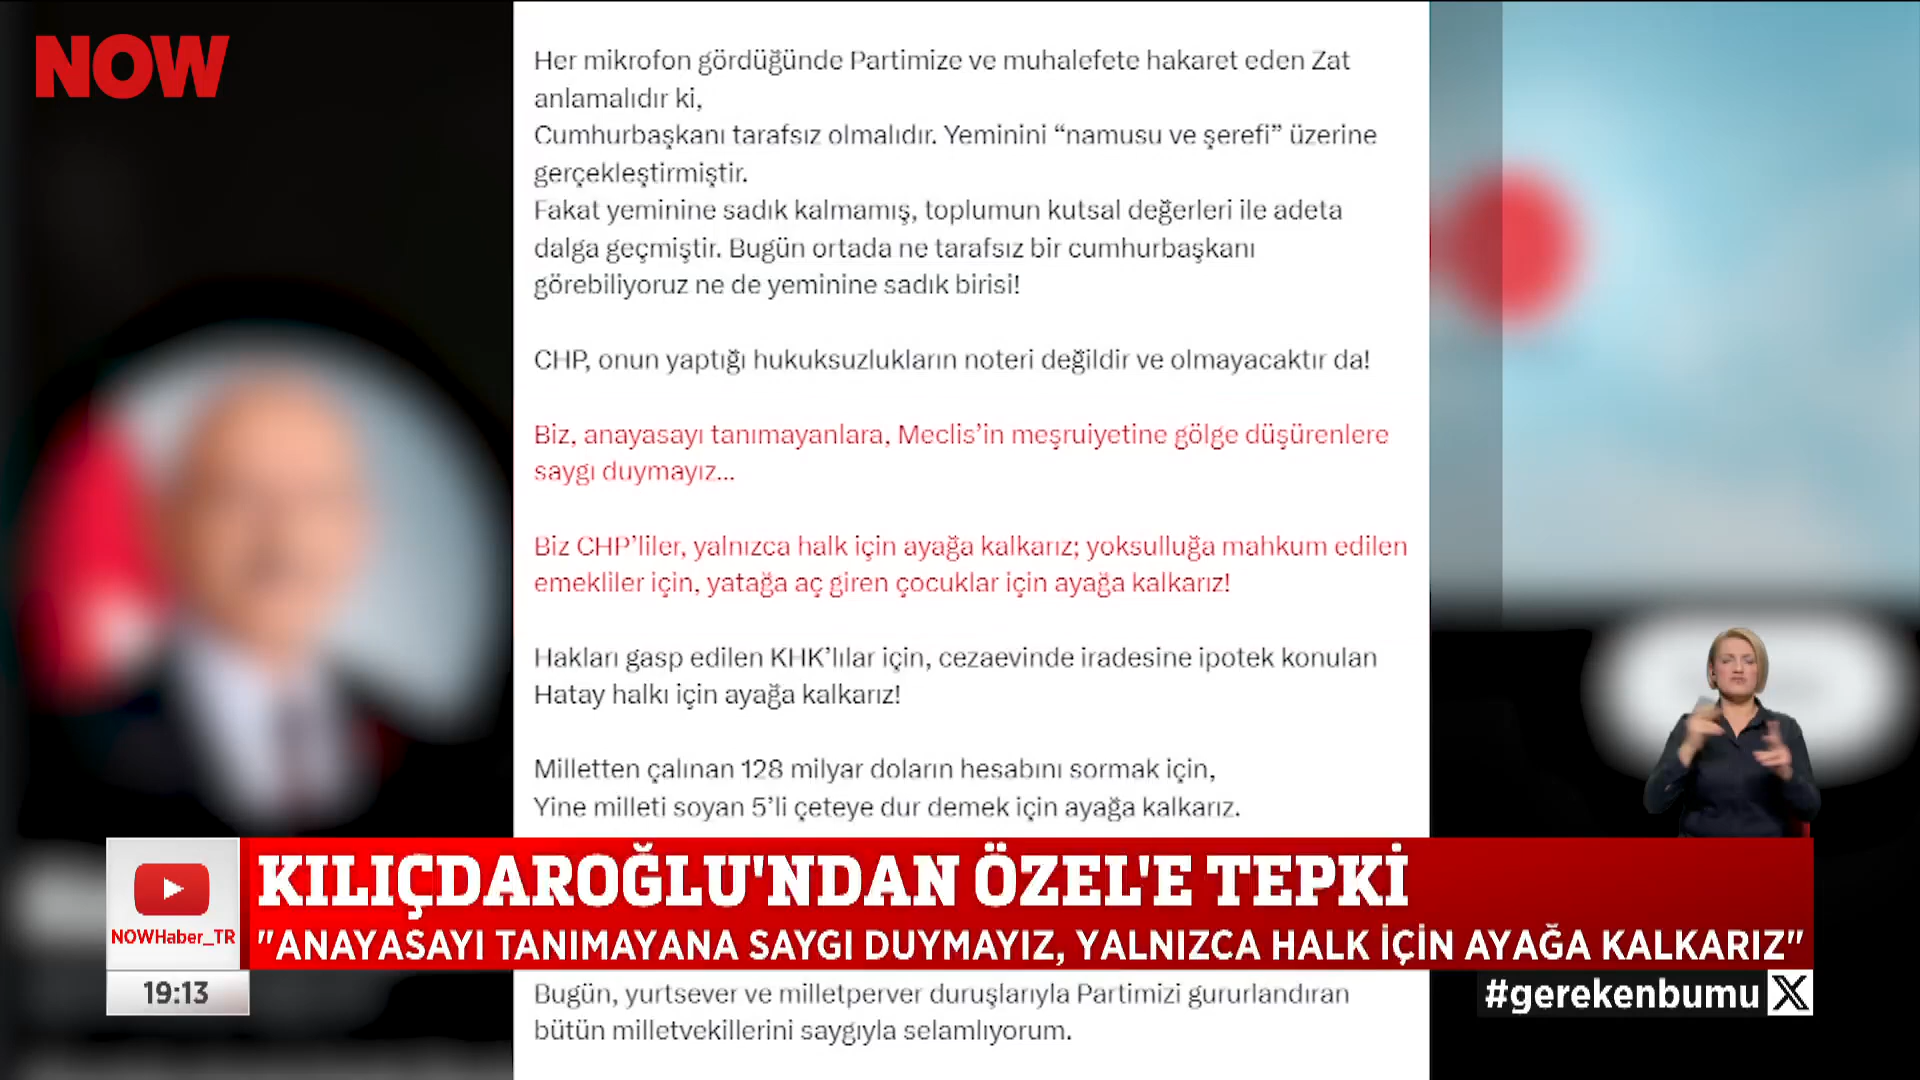 NOW
Her mikrofon gördüğünde Partimize ve muhalefete hakaret eden Zat
anlamalıdır ki,
Cumhurbaşkanı tarafsız olmalıdır. Yeminini “namusu ve şerefi” üzerine
gerçekleştirmiştir.
Fakat yeminine sadık kalmamış, toplumun kutsal değerleri ile adeta
dalga geçmiştir. Bugün ortada ne tarafsız bir cumhurbaşkanı
görebiliyoruz ne de yeminine sadık birisi!
CHP, onun yaptığı hukuksuzlukların noteri değildir ve olmayacaktır da!
Biz, anayasayı tanımayanlara, Meclis’in meşruiyetine gölge düşürenlere
saygı duymayız...
Biz CHP’liler, yalnızca halk için ayağa kalkarız; yoksulluğa mahkum edilen
emekliler için, yatağa aç giren çocuklar için ayağa kalkarız!
Hakları gasp edilen KHK’lılar için, cezaevinde iradesine ipotek konulan
Hatay halkı için ayağa kalkarız!
Milletten çalınan 128 milyar doların hesabını sormak için,
Yine milleti soyan 5’li çeteye dur demek için ayağa kalkarız.
KILIÇDAROĞLU'NDAN ÖZEL'E TEPKİ
NOWHaber_TR
"ANAYASAYI TANIMAYANA SAYGI DUYMAYIZ, YALNIZCA HALK İÇİN AYAĞA KALKARIZ"
19:13
#gerekenbumu X
Bugün, yurtsever ve milletperver duruşlarıyla Partimizi gururlandıran
bütün milletvekillerini saygıyla selamlıyorum.